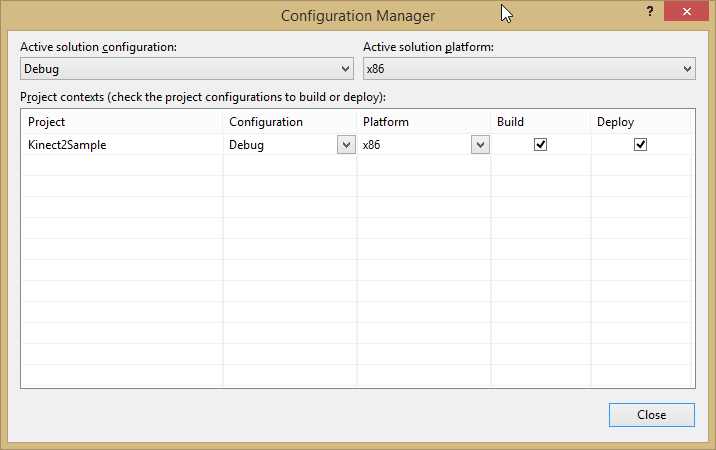 Configuration Manager
?
Active solution configuration: Active solution platform:
Debug x86
Project contexts (check the project configurations to build or deploy):
Project Configuration Platform Build Deploy
Kinect2Sample Debug x86
Close